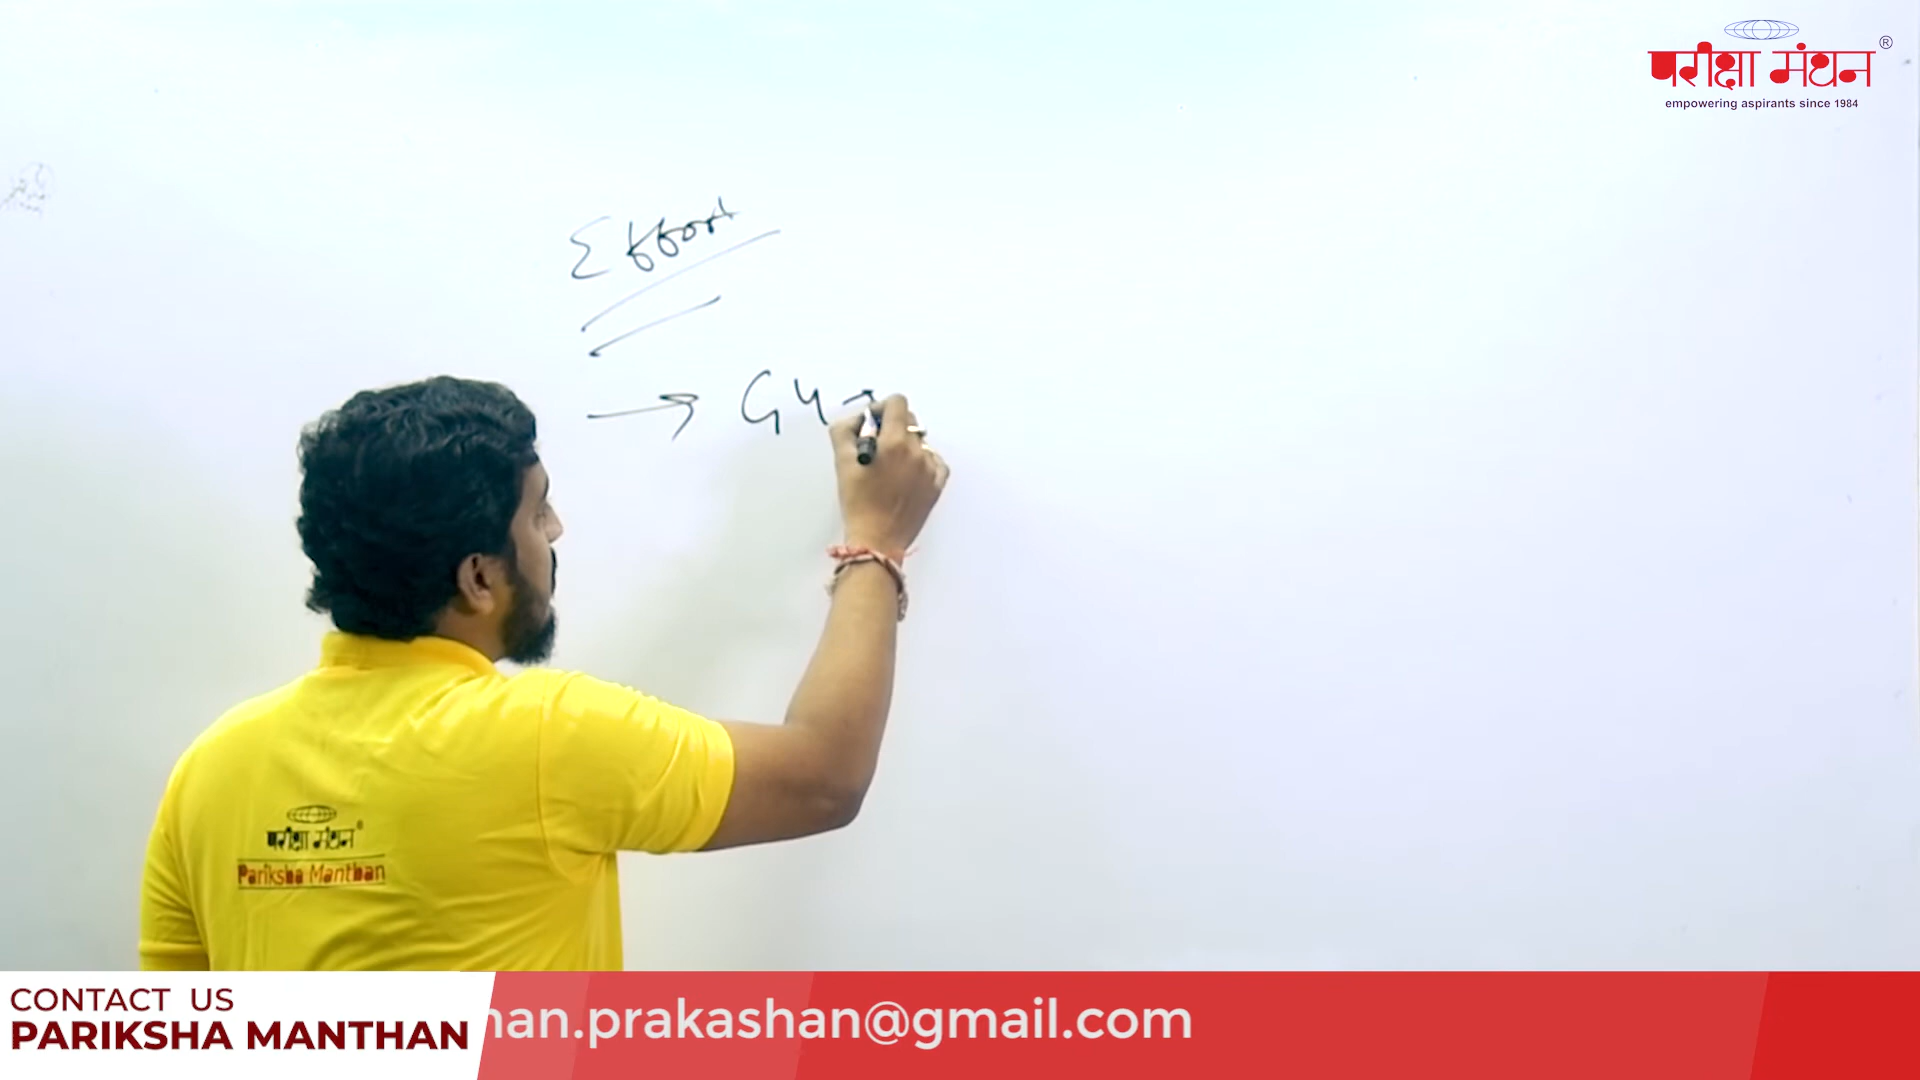 परीक्षा मंथन ®
empowering aspirants since 1984
Effort
→ G
परीक्षा मंथन ®
Pariksha Manthan
CONTACT US
PARIKSHA MANTHAN
han.prakashan@gmail.com